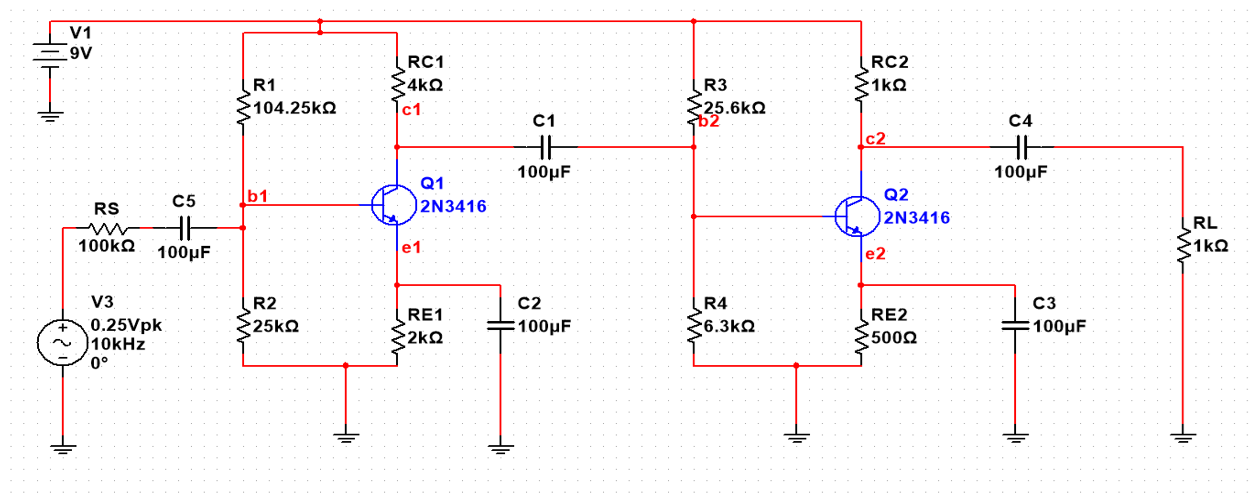 V1
9V
R1
104.25kΩ
RC1
4kΩ
c1
R3
25.6kΩ
b2
RC2
1kΩ
c2
C1
100µF
C4
100µF
b1
Q1
2N3416
Q2
2N3416
RS
100kΩ
C5
100µF
e1
e2
RL
1kΩ
V3
0.25Vpk
10kHz
0°
R2
25kΩ
RE1
2kΩ
C2
100µF
R4
6.3kΩ
RE2
500Ω
C3
100µF